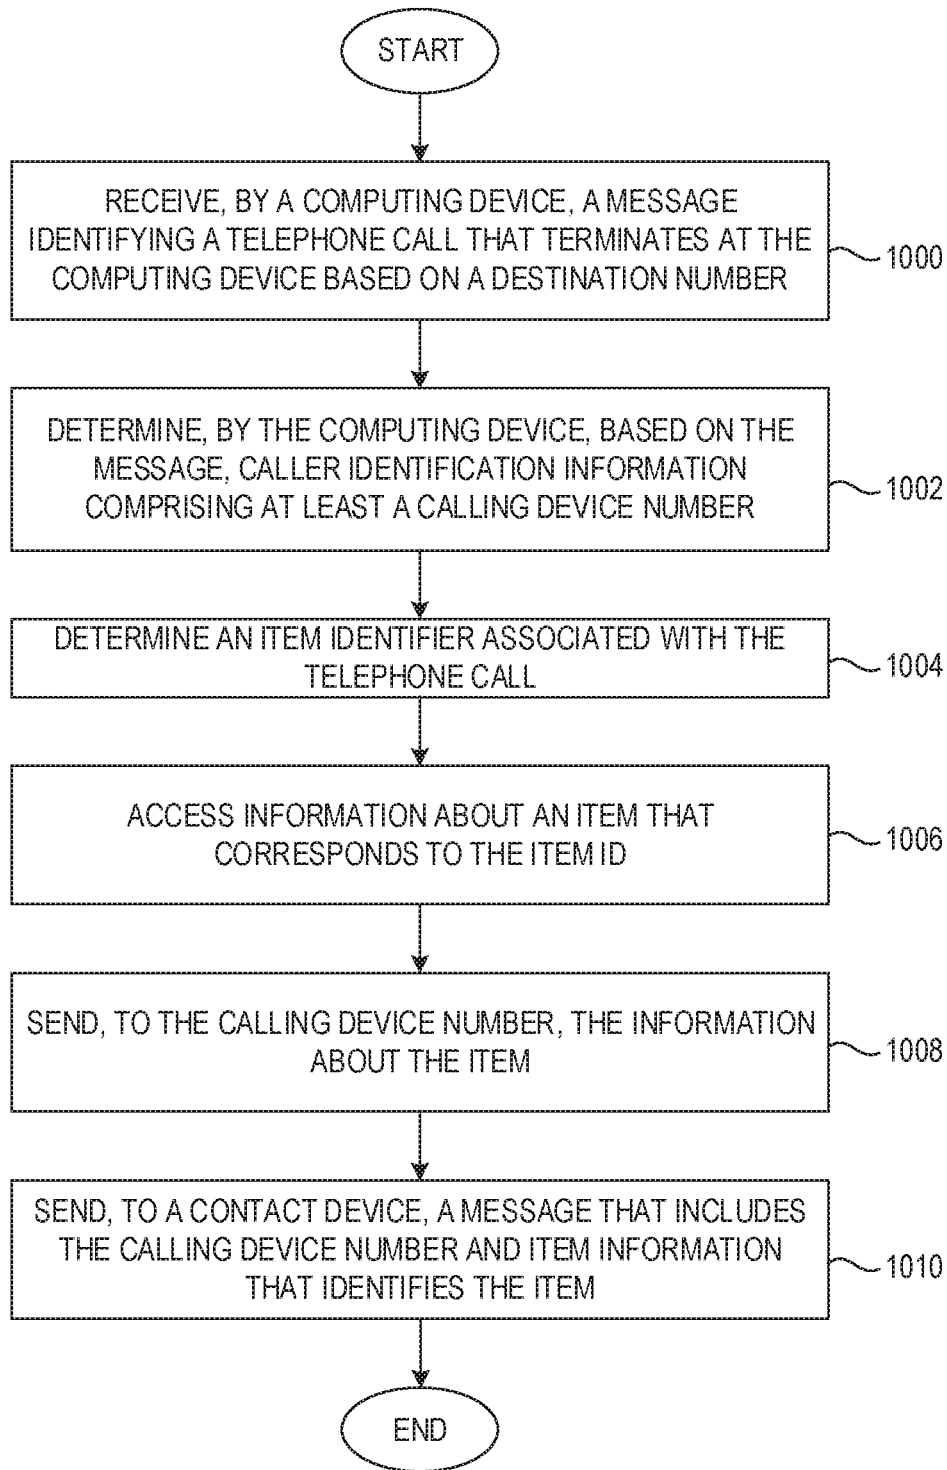 START
RECEIVE, BY A COMPUTING DEVICE, A MESSAGE
IDENTIFYING A TELEPHONE CALL THAT TERMINATES AT THE
COMPUTING DEVICE BASED ON A DESTINATION NUMBER
1000
DETERMINE, BY THE COMPUTING DEVICE, BASED ON THE
MESSAGE, CALLER IDENTIFICATION INFORMATION
COMPRISING AT LEAST A CALLING DEVICE NUMBER
1002
DETERMINE AN ITEM IDENTIFIER ASSOCIATED WITH THE
TELEPHONE CALL
1004
ACCESS INFORMATION ABOUT AN ITEM THAT
CORRESPONDS TO THE ITEM ID
1006
SEND, TO THE CALLING DEVICE NUMBER, THE INFORMATION
ABOUT THE ITEM
1008
SEND, TO A CONTACT DEVICE, A MESSAGE THAT INCLUDES
THE CALLING DEVICE NUMBER AND ITEM INFORMATION
THAT IDENTIFIES THE ITEM
1010
END